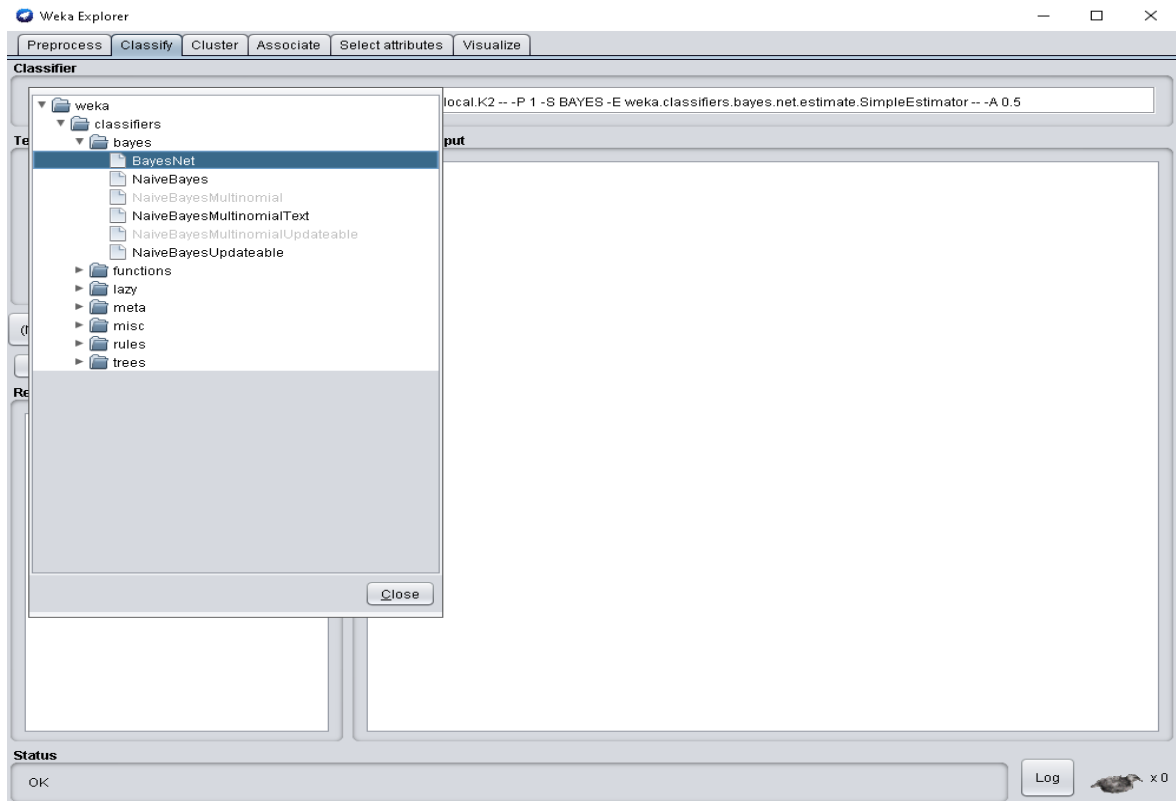 Weka Explorer
Preprocess Classify Cluster Associate Select attributes Visualize
Classifier
local.K2 -- -P 1 -S BAYES -E weka.classifiers.bayes.net.estimate.SimpleEstimator -- -A 0.5
weka
classifiers
Te
put
bayes
BayesNet
NaiveBayes
NaiveBayesMultinomial
NaiveBayesMultinomialText
NaiveBayesMultinomialUpdateable
NaiveBayesUpdateable
functions
lazy
meta
misc
rules
trees
Re
Close
Status
OK
Log
x 0